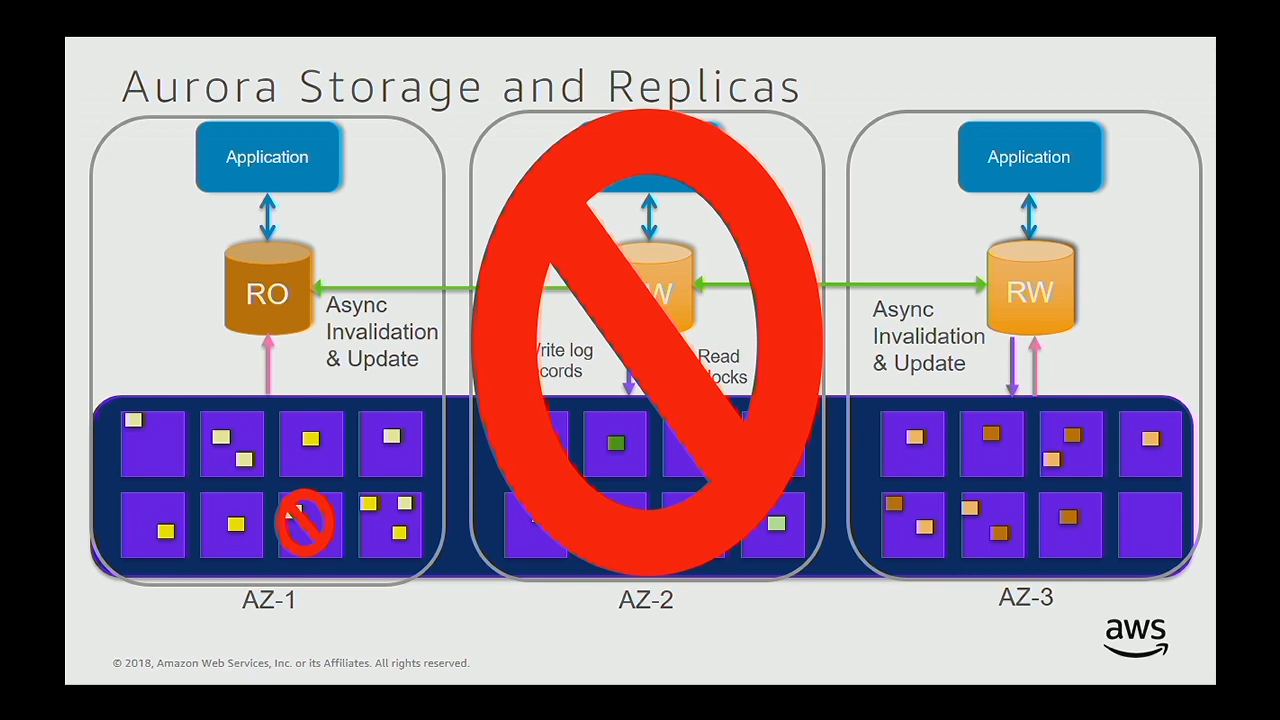 Aurora Storage and Replicas
Application
Application
RO
RW
Async
Invalidation
& Update
log
Read
Async
Invalidation
& Update
AZ-1
AZ-2
AZ-3
aws
© 2018, Amazon Web Services, Inc. or its Affiliates. All rights reserved.